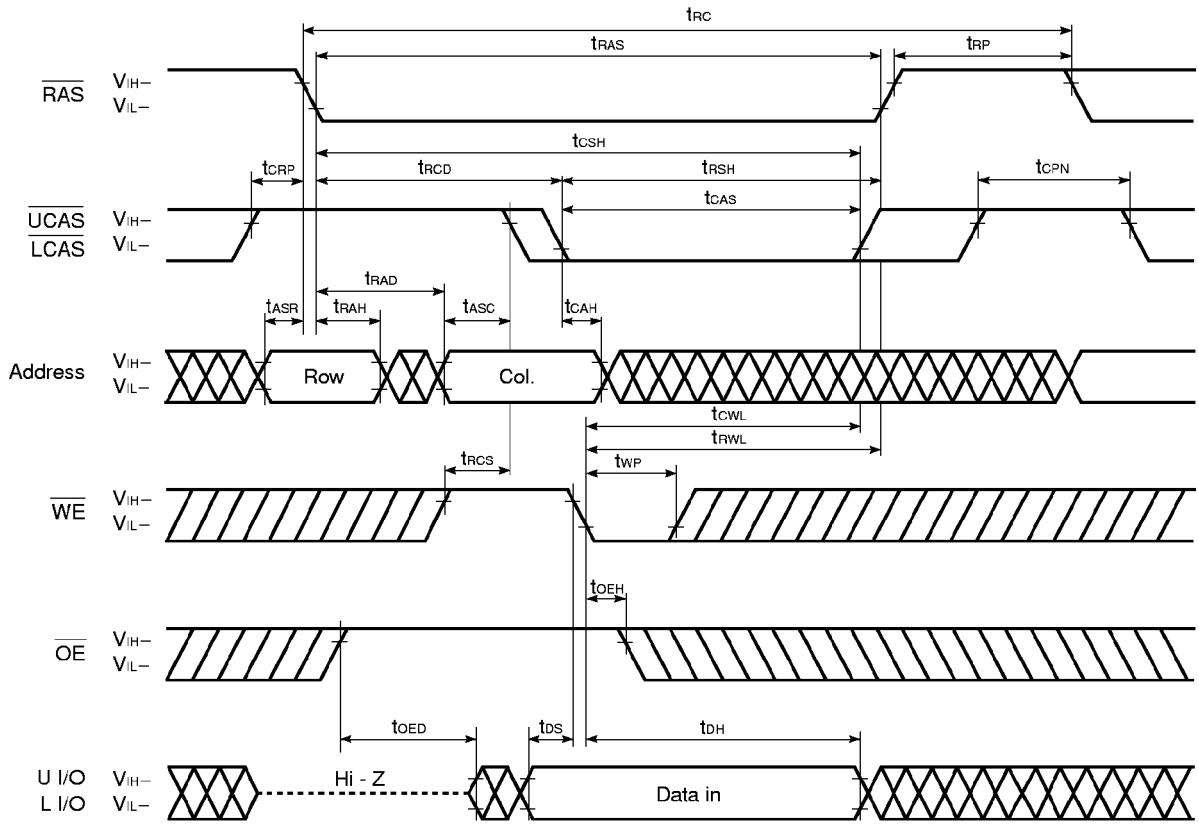 tRC
tRAS
tRP
RAS
VIH–
VIL–
tCSH
tCRP
tRCD
tRSH
tCPN
tCAS
UCAS
LCAS
VIH–
VIL–
tRAD
tASR
tRAH
tASC
tCAH
Address
VIH–
VIL–
Row
Col.
tCWL
tRWL
tRCS
tWP
WE
VIH–
VIL–
tOEH
OE
VIH–
VIL–
tOED
tDS
tDH
U I/O
L I/O
VIH–
VIL–
Hi - Z
Data in